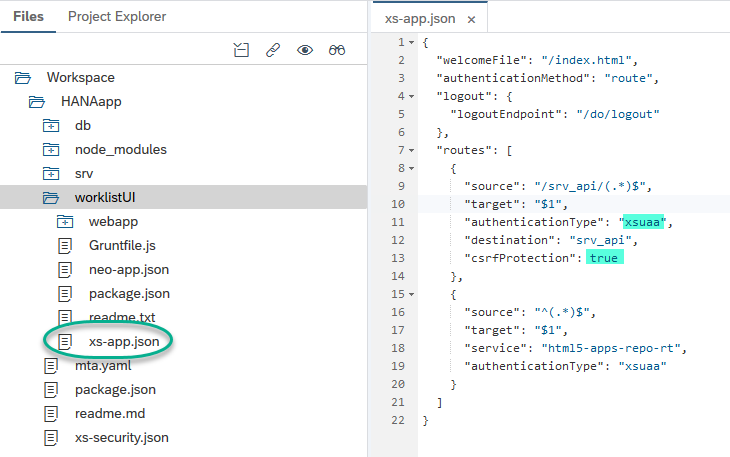 Files Project Explorer
Workspace
HANAapp
db
node_modules
srv
worklistUI
webapp
Gruntfile.js
neo-app.json
package.json
readme.txt
xs-app.json
mta.yaml
package.json
readme.md
xs-security.json
xs-app.json ×
1 {
2 "welcomeFile": "/index.html",
3 "authenticationMethod": "route",
4 "logout": {
5 "logoutEndpoint": "/do/logout"
6 },
7 "routes": [
8 {
9 "source": "/srv_api/(.*)$",
10 "target": "$1",
11 "authenticationType": "xsuaa",
12 "destination": "srv_api",
13 "csrfProtection": true
14 },
15 {
16 "source": "^(.*)$",
17 "target": "$1",
18 "service": "html5-apps-repo-rt",
19 "authenticationType": "xsuaa"
20 }
21 ]
22 }